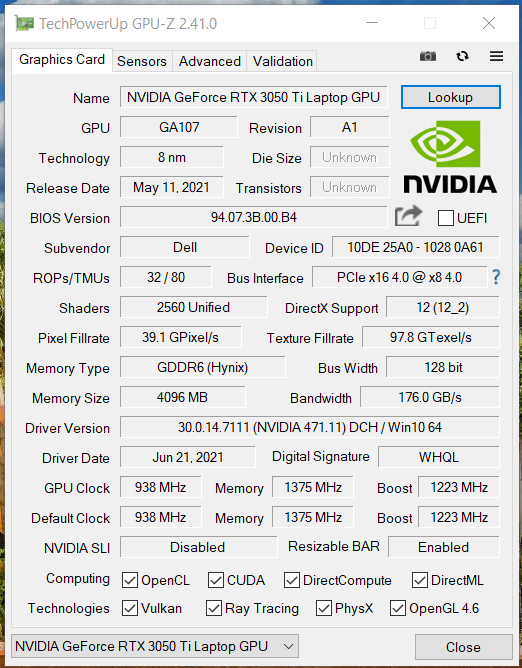 TechPowerUp GPU-Z 2.41.0
Graphics Card Sensors Advanced Validation
Name NVIDIA GeForce RTX 3050 Ti Laptop GPU Lookup
GPU GA107 Revision A1
Technology 8 nm Die Size Unknown
Release Date May 11, 2021 Transistors Unknown
NVIDIA
BIOS Version 94.07.3B.00.B4 UEFI
Subvendor Dell Device ID 10DE 25A0 - 1028 0A61
ROPs/TMUs 32 / 80 Bus Interface PCIe x16 4.0 @ x8 4.0 ?
Shaders 2560 Unified DirectX Support 12 (12_2)
Pixel Fillrate 39.1 GPixel/s Texture Fillrate 97.8 GTexel/s
Memory Type GDDR6 (Hynix) Bus Width 128 bit
Memory Size 4096 MB Bandwidth 176.0 GB/s
Driver Version 30.0.14.7111 (NVIDIA 471.11) DCH / Win10 64
Driver Date Jun 21, 2021 Digital Signature WHQL
GPU Clock 938 MHz Memory 1375 MHz Boost 1223 MHz
Default Clock 938 MHz Memory 1375 MHz Boost 1223 MHz
NVIDIA SLI Disabled Resizable BAR Enabled
Computing OpenCL CUDA DirectCompute DirectML
Technologies Vulkan Ray Tracing PhysX OpenGL 4.6
NVIDIA GeForce RTX 3050 Ti Laptop GPU Close